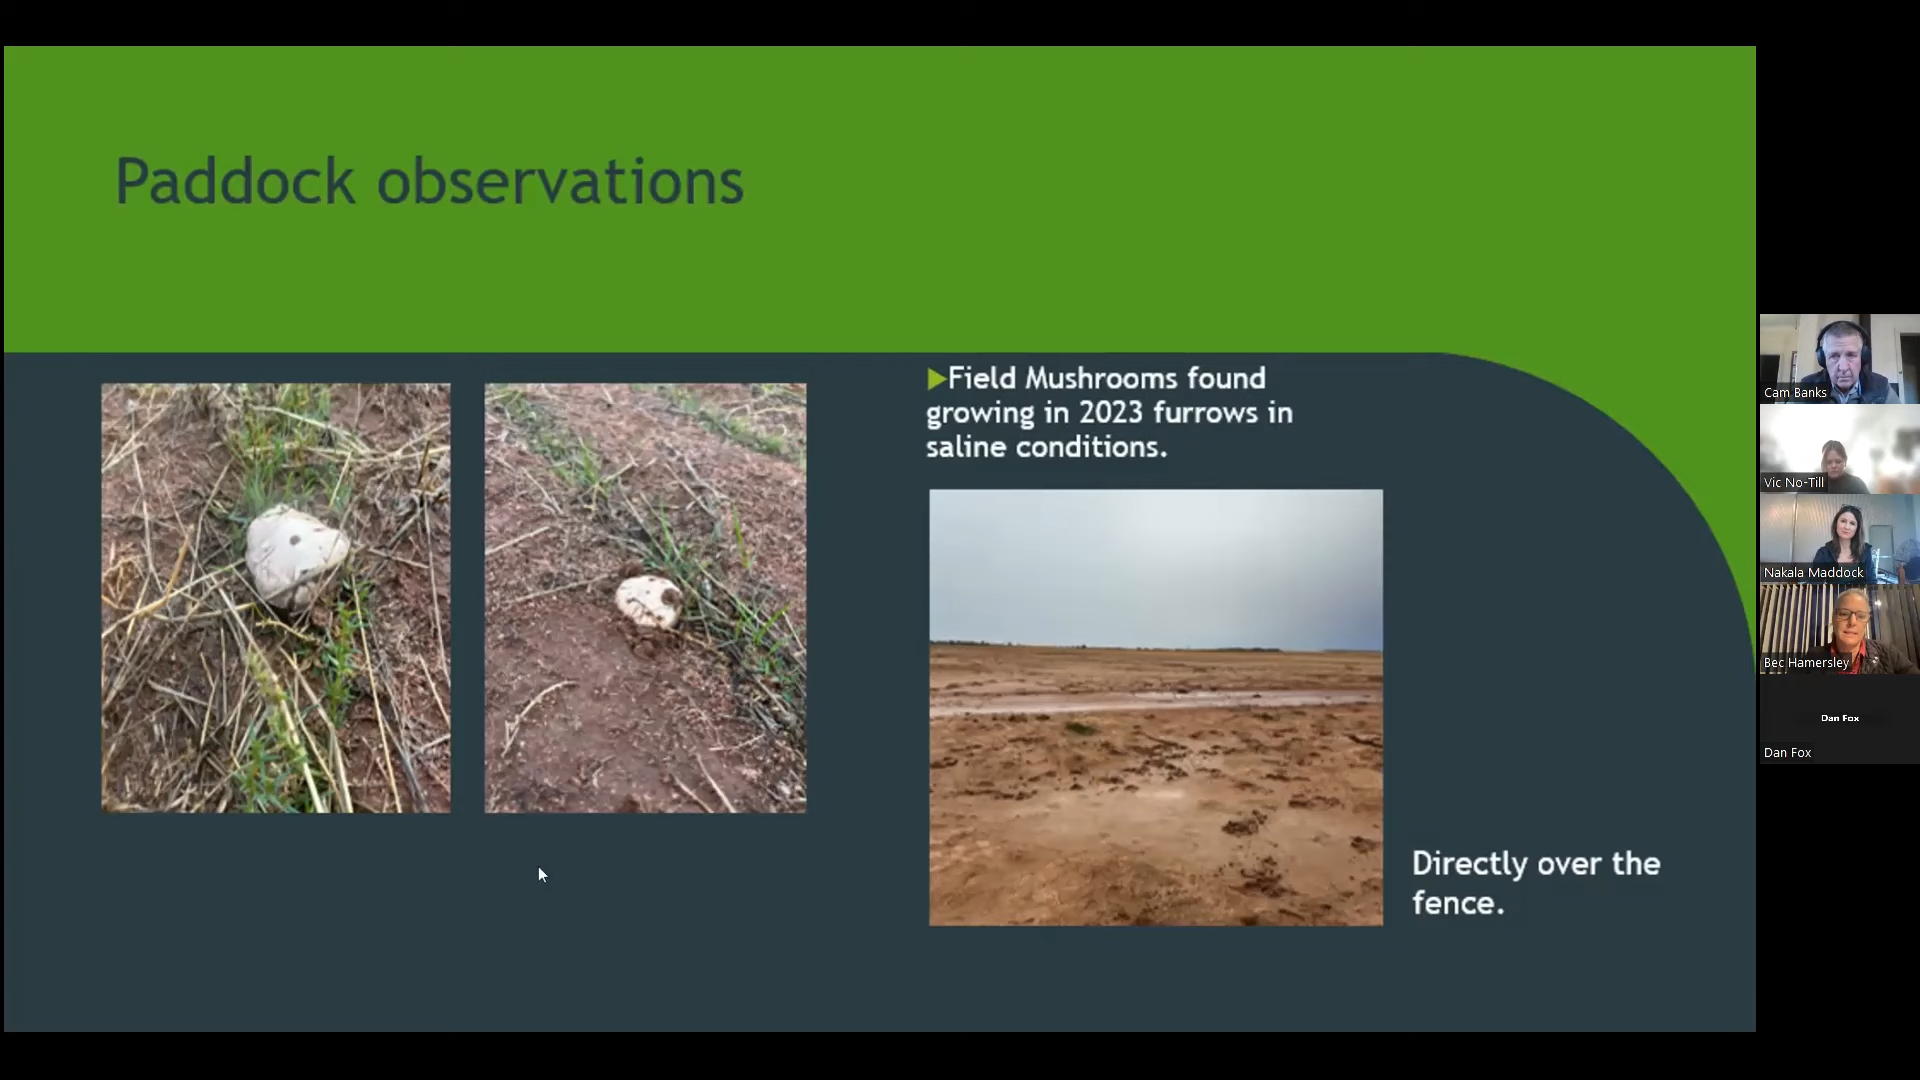 Paddock observations
Field Mushrooms found
growing in 2023 furrows in
saline conditions.
Directly over the
fence.
Cam Banks
Vic No-Till
Nakala Maddock
Bec Hamersley
Dan Fox
Dan Fox